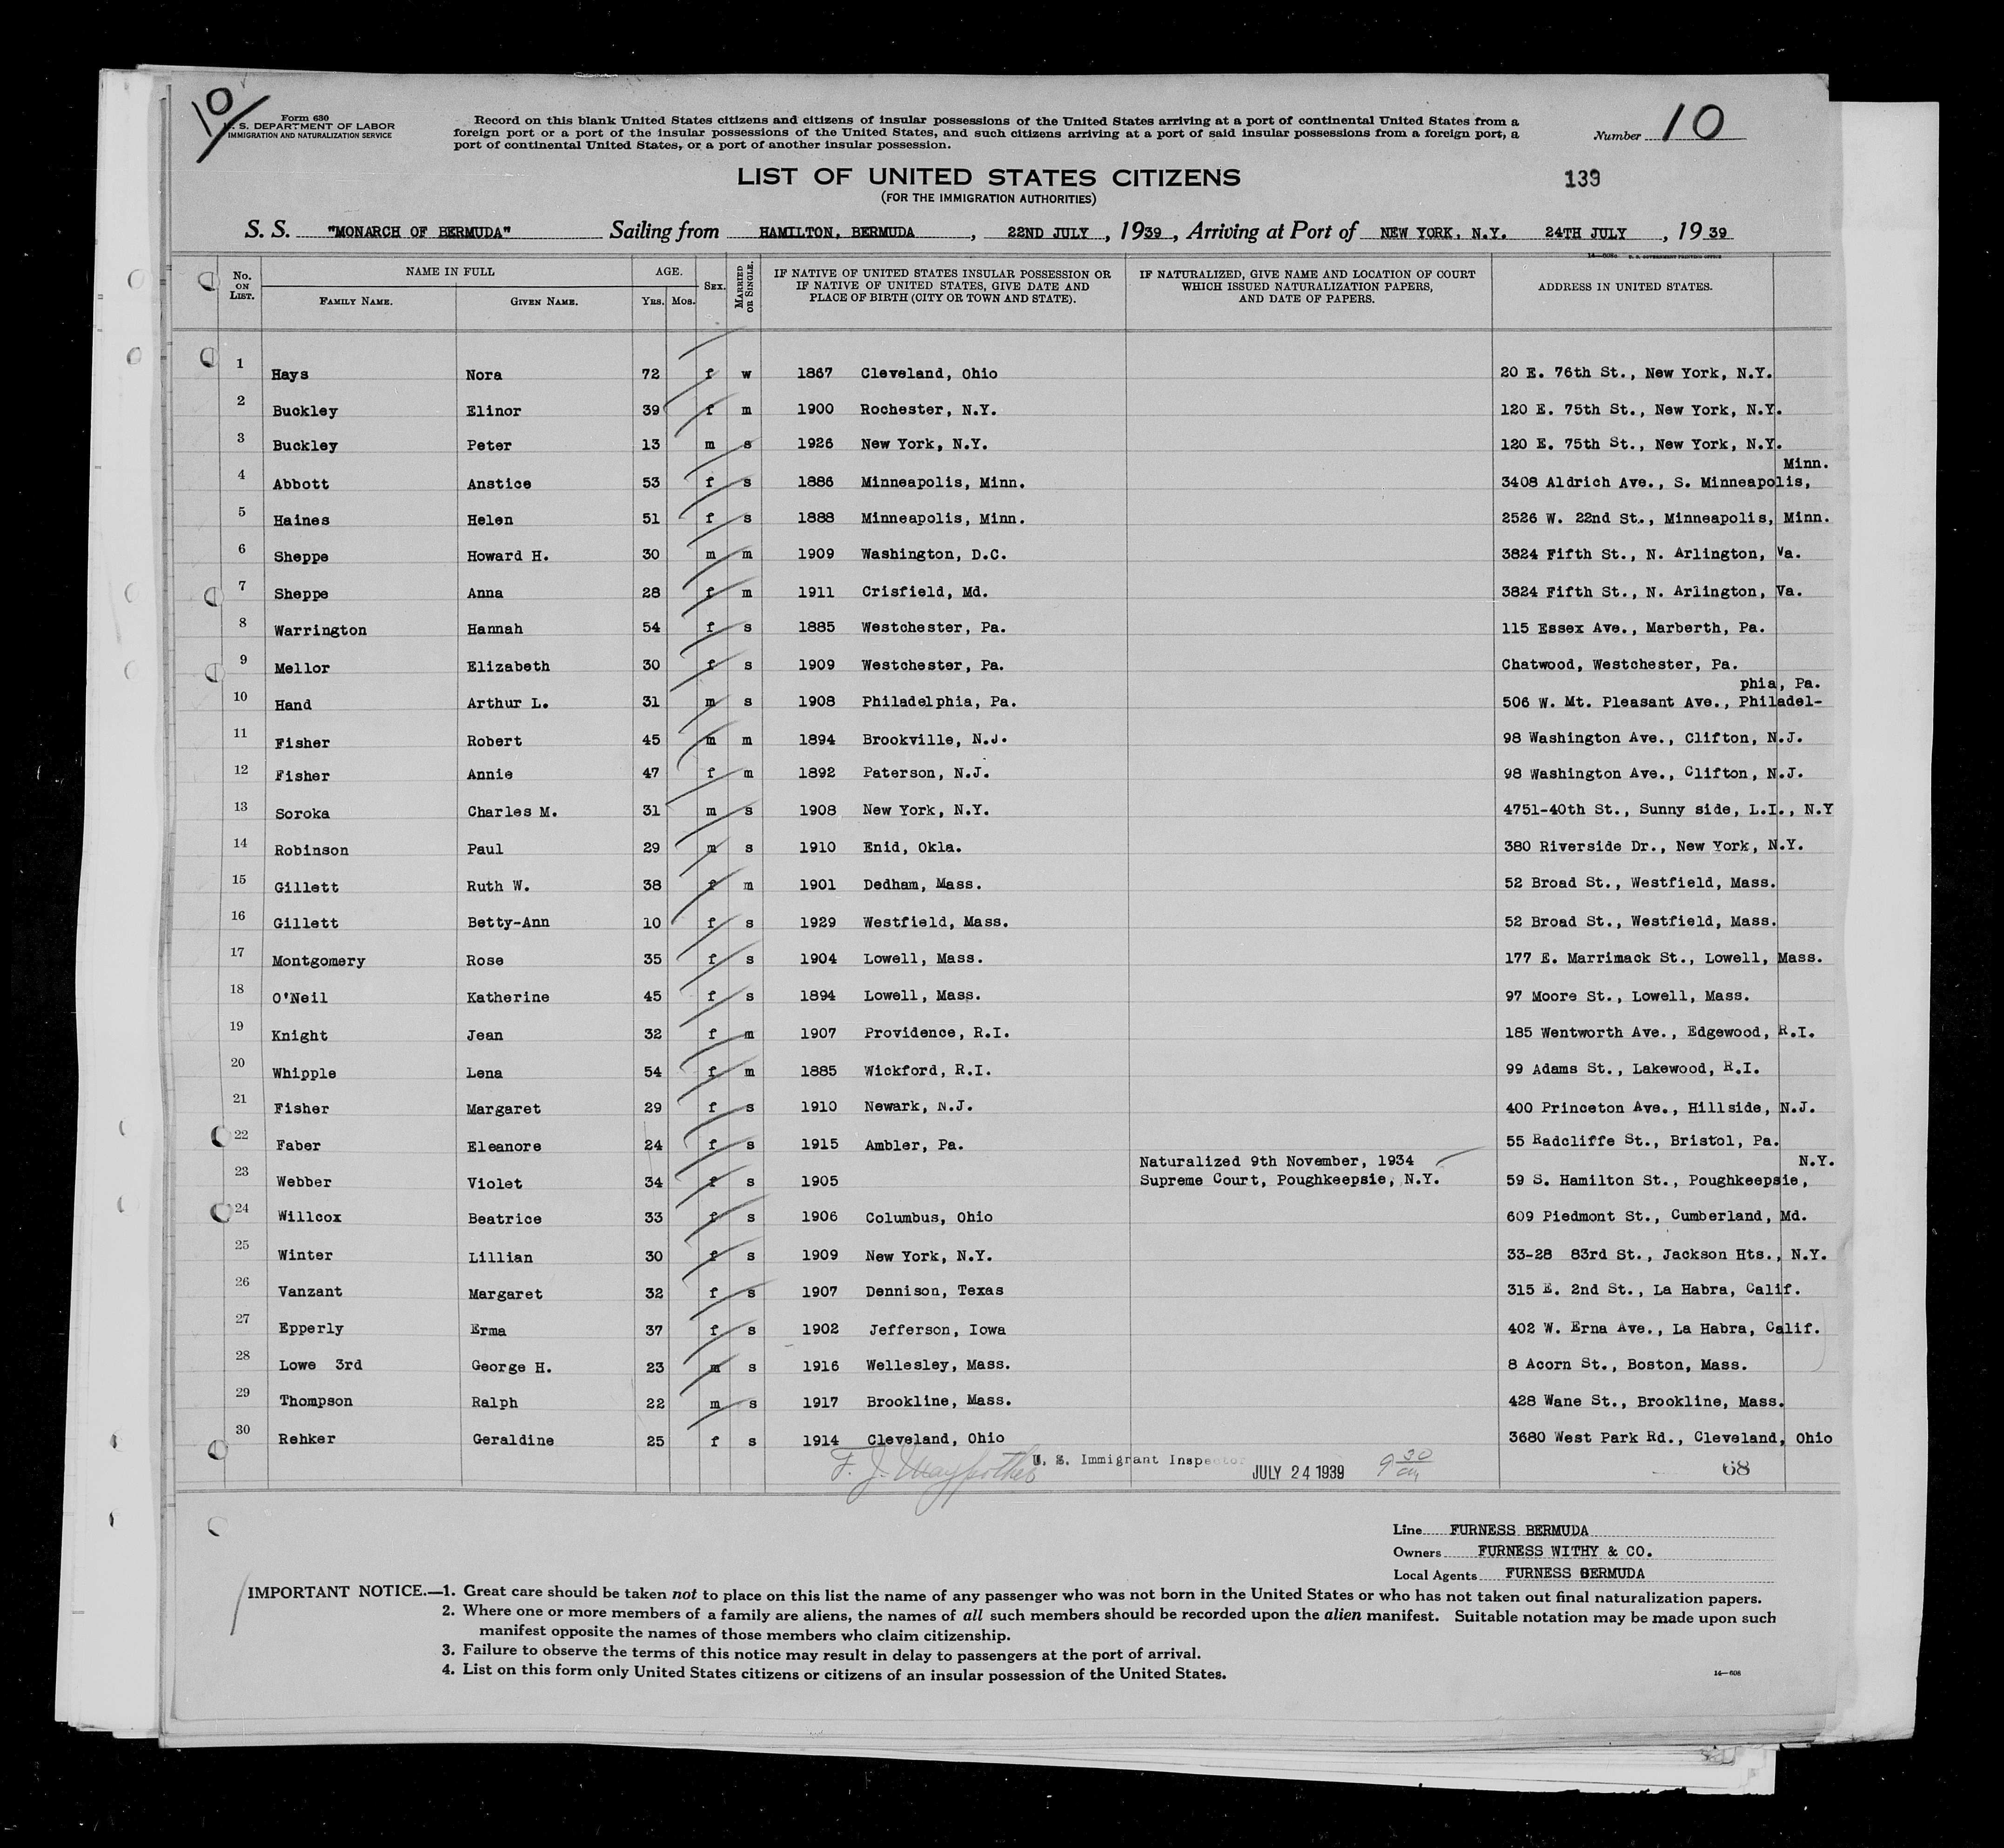 10
Form 630
U. S. DEPARTMENT OF LABOR
IMMIGRATION AND NATURALIZATION SERVICE
Record on this blank United States citizens and citizens of insular possessions of the United States arriving at a port of continental United States from a
foreign port or a port of the insular possessions of the United States, and such citizens arriving at a port of said insular possessions from a foreign port, a
port of continental United States, or a port of another insular possession.
Number 10
LIST OF UNITED STATES CITIZENS
(FOR THE IMMIGRATION AUTHORITIES)
139
S. S. "MONARCH OF BERMUDA" Sailing from HAMILTON, BERMUDA, 22ND JULY, 1939, Arriving at Port of NEW YORK, N.Y. 24TH JULY, 1939
No. ON LIST. NAME IN FULL FAMILY NAME. GIVEN NAME. AGE. YRS. MOS. SEX. MARRIED OR SINGLE. IF NATIVE OF UNITED STATES INSULAR POSSESSION OR IF NATIVE OF UNITED STATES, GIVE DATE AND PLACE OF BIRTH (CITY OR TOWN AND STATE). IF NATURALIZED, GIVE NAME AND LOCATION OF COURT WHICH ISSUED NATURALIZATION PAPERS, AND DATE OF PAPERS. ADDRESS IN UNITED STATES.
1 Hays Nora 72 f w 1867 Cleveland, Ohio 20 E. 76th St., New York, N.Y.
2 Buckley Elinor 39 f m 1900 Rochester, N.Y. 120 E. 75th St., New York, N.Y.
3 Buckley Peter 13 m s 1926 New York, N.Y. 120 E. 75th St., New York, N.Y.
Minn.
4 Abbott Anstice 53 f s 1886 Minneapolis, Minn. 3408 Aldrich Ave., S. Minneapolis,
5 Haines Helen 51 f s 1888 Minneapolis, Minn. 2526 W. 22nd St., Minneapolis, Minn.
6 Sheppe Howard H. 30 m m 1909 Washington, D.C. 3824 Fifth St., N. Arlington, Va.
7 Sheppe Anna 28 f m 1911 Crisfield, Md. 3824 Fifth St., N. Arlington, Va.
8 Warrington Hannah 54 f s 1885 Westchester, Pa. 115 Essex Ave., Marberth, Pa.
9 Mellor Elizabeth 30 f s 1909 Westchester, Pa. Chatwood, Westchester, Pa.
phia, Pa.
10 Hand Arthur L. 31 m s 1908 Philadelphia, Pa. 506 W. Mt. Pleasant Ave., Philadel-
11 Fisher Robert 45 m m 1894 Brookville, N.J. 98 Washington Ave., Clifton, N.J.
12 Fisher Annie 47 f m 1892 Paterson, N.J. 98 Washington Ave., Clifton, N.J.
13 Soroka Charles M. 31 m s 1908 New York, N.Y. 4751-40th St., Sunny side, L.I., N.Y
14 Robinson Paul 29 m s 1910 Enid, Okla. 380 Riverside Dr., New York, N.Y.
15 Gillett Ruth W. 38 f m 1901 Dedham, Mass. 52 Broad St., Westfield, Mass.
16 Gillett Betty-Ann 10 f s 1929 Westfield, Mass. 52 Broad St., Westfield, Mass.
17 Montgomery Rose 35 f s 1904 Lowell, Mass. 177 E. Marrimack St., Lowell, Mass.
18 O'Neil Katherine 45 f s 1894 Lowell, Mass. 97 Moore St., Lowell, Mass.
19 Knight Jean 32 f m 1907 Providence, R.I. 185 Wentworth Ave., Edgewood, R.I.
20 Whipple Lena 54 f m 1885 Wickford, R.I. 99 Adams St., Lakewood, R.I.
21 Fisher Margaret 29 f s 1910 Newark, N.J. 400 Princeton Ave., Hillside, N.J.
22 Faber Eleanore 24 f s 1915 Ambler, Pa. 55 Radcliffe St., Bristol, Pa.
Naturalized 9th November, 1934 N.Y.
23 Webber Violet 34 f s 1905 Supreme Court, Poughkeepsie, N.Y. 59 S. Hamilton St., Poughkeepsie,
24 Willcox Beatrice 33 f s 1906 Columbus, Ohio 609 Piedmont St., Cumberland, Md.
25 Winter Lillian 30 f s 1909 New York, N.Y. 33-28 83rd St., Jackson Hts., N.Y.
26 Vanzant Margaret 32 f s 1907 Dennison, Texas 315 E. 2nd St., La Habra, Calif.
27 Epperly Erma 37 f s 1902 Jefferson, Iowa 402 W. Erna Ave., La Habra, Calif.
28 Lowe 3rd George H. 23 m s 1916 Wellesley, Mass. 8 Acorn St., Boston, Mass.
29 Thompson Ralph 22 m s 1917 Brookline, Mass. 428 Wane St., Brookline, Mass.
30 Rehker Geraldine 25 f s 1914 Cleveland, Ohio 3680 West Park Rd., Cleveland, Ohio
F. J. U. S. Immigrant Inspector JULY 24 1939 9 30 am 68
Line FURNESS BERMUDA
Owners FURNESS WITHY & CO.
Local Agents FURNESS BERMUDA
IMPORTANT NOTICE.—1. Great care should be taken not to place on this list the name of any passenger who was not born in the United States or who has not taken out final naturalization papers.
2. Where one or more members of a family are aliens, the names of all such members should be recorded upon the alien manifest. Suitable notation may be made upon such
manifest opposite the names of those members who claim citizenship.
3. Failure to observe the terms of this notice may result in delay to passengers at the port of arrival.
4. List on this form only United States citizens or citizens of an insular possession of the United States.
14—608